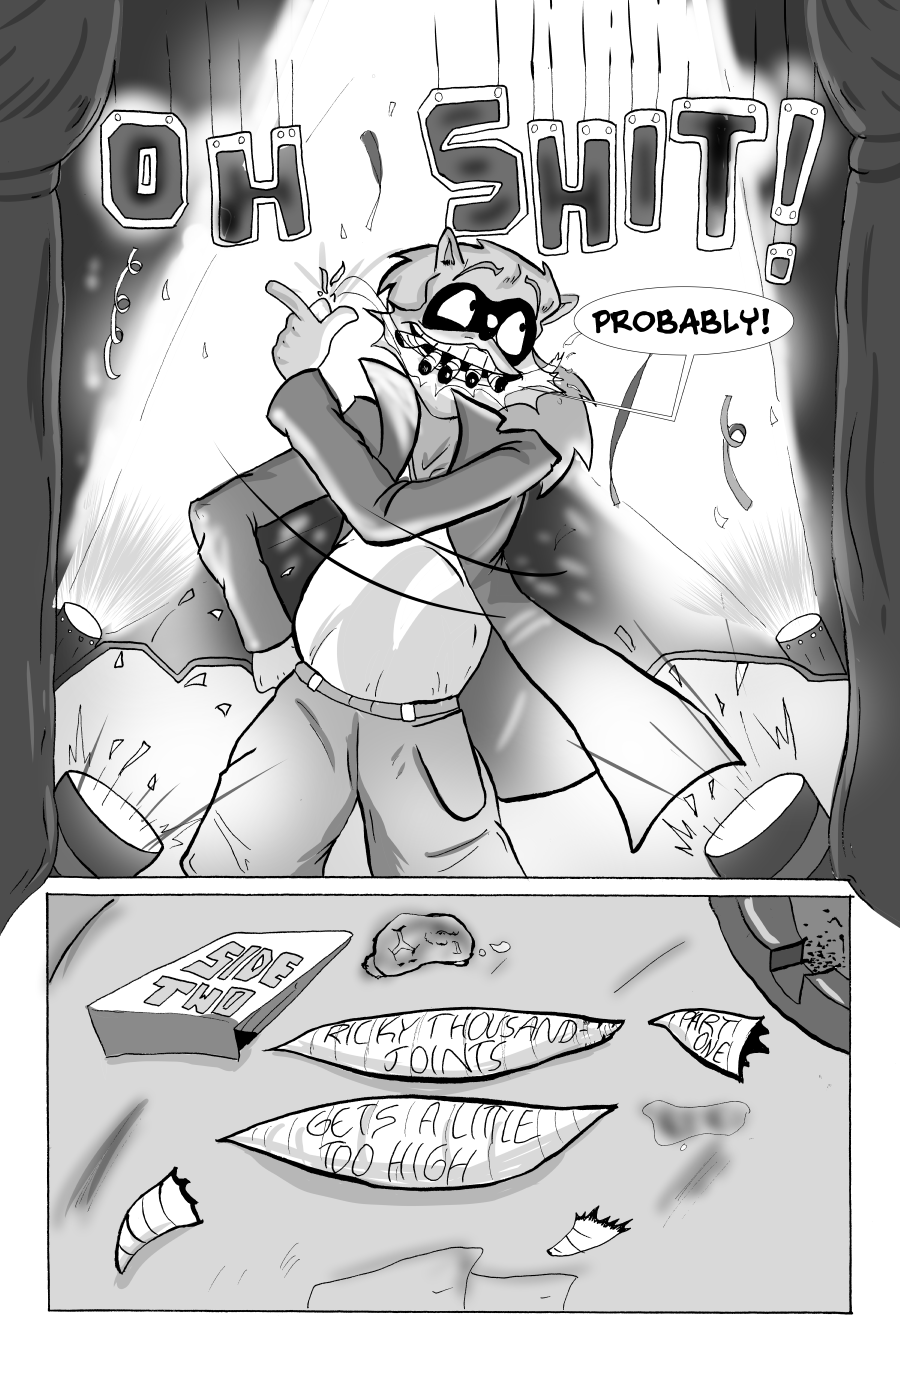 OH SHIT!
PROBABLY!
SIDE
TWO
RICKY THOUSAND
JOINTS
PART
ONE
GETS A LITTLE
TOO HIGH